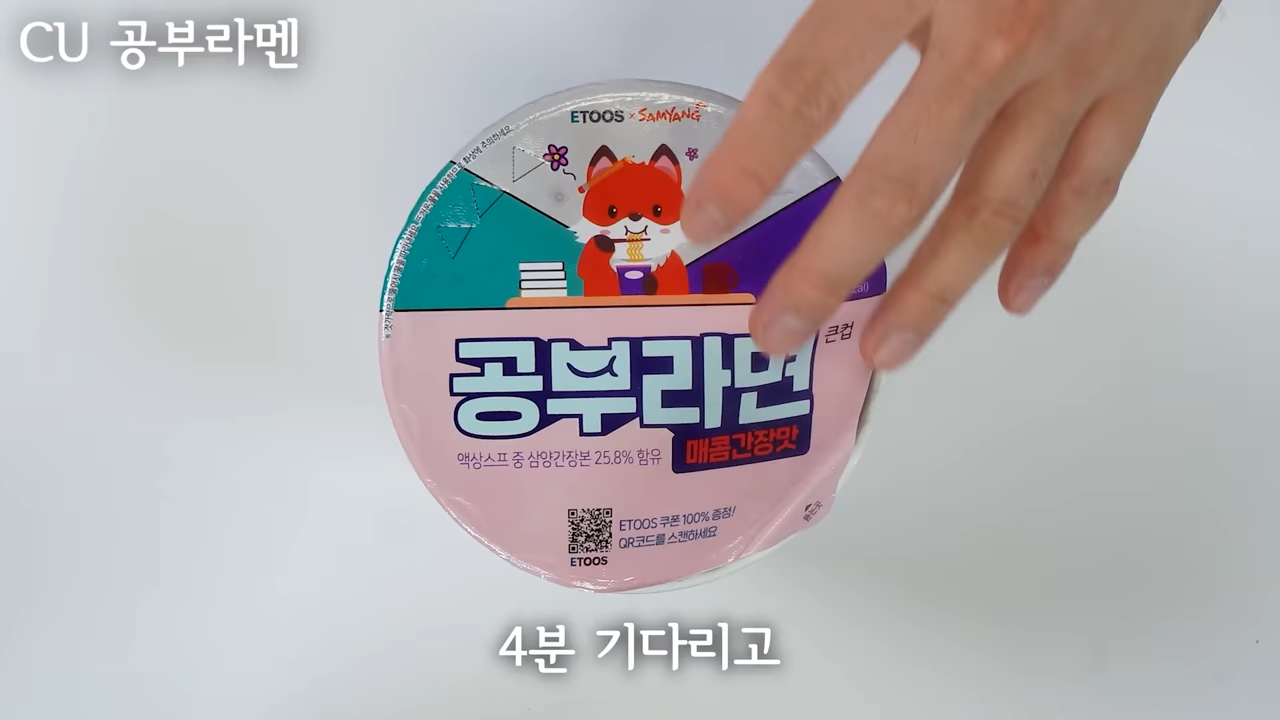 CU 공부라멘
ETOOS × SAMYANG
큰컵
공부라면
매콤간장맛
액상스프 중 삼양간장본 25.8% 함유
ETOOS 쿠폰 100% 증정!
QR코드를 스캔하세요
ETOOS
4분 기다리고